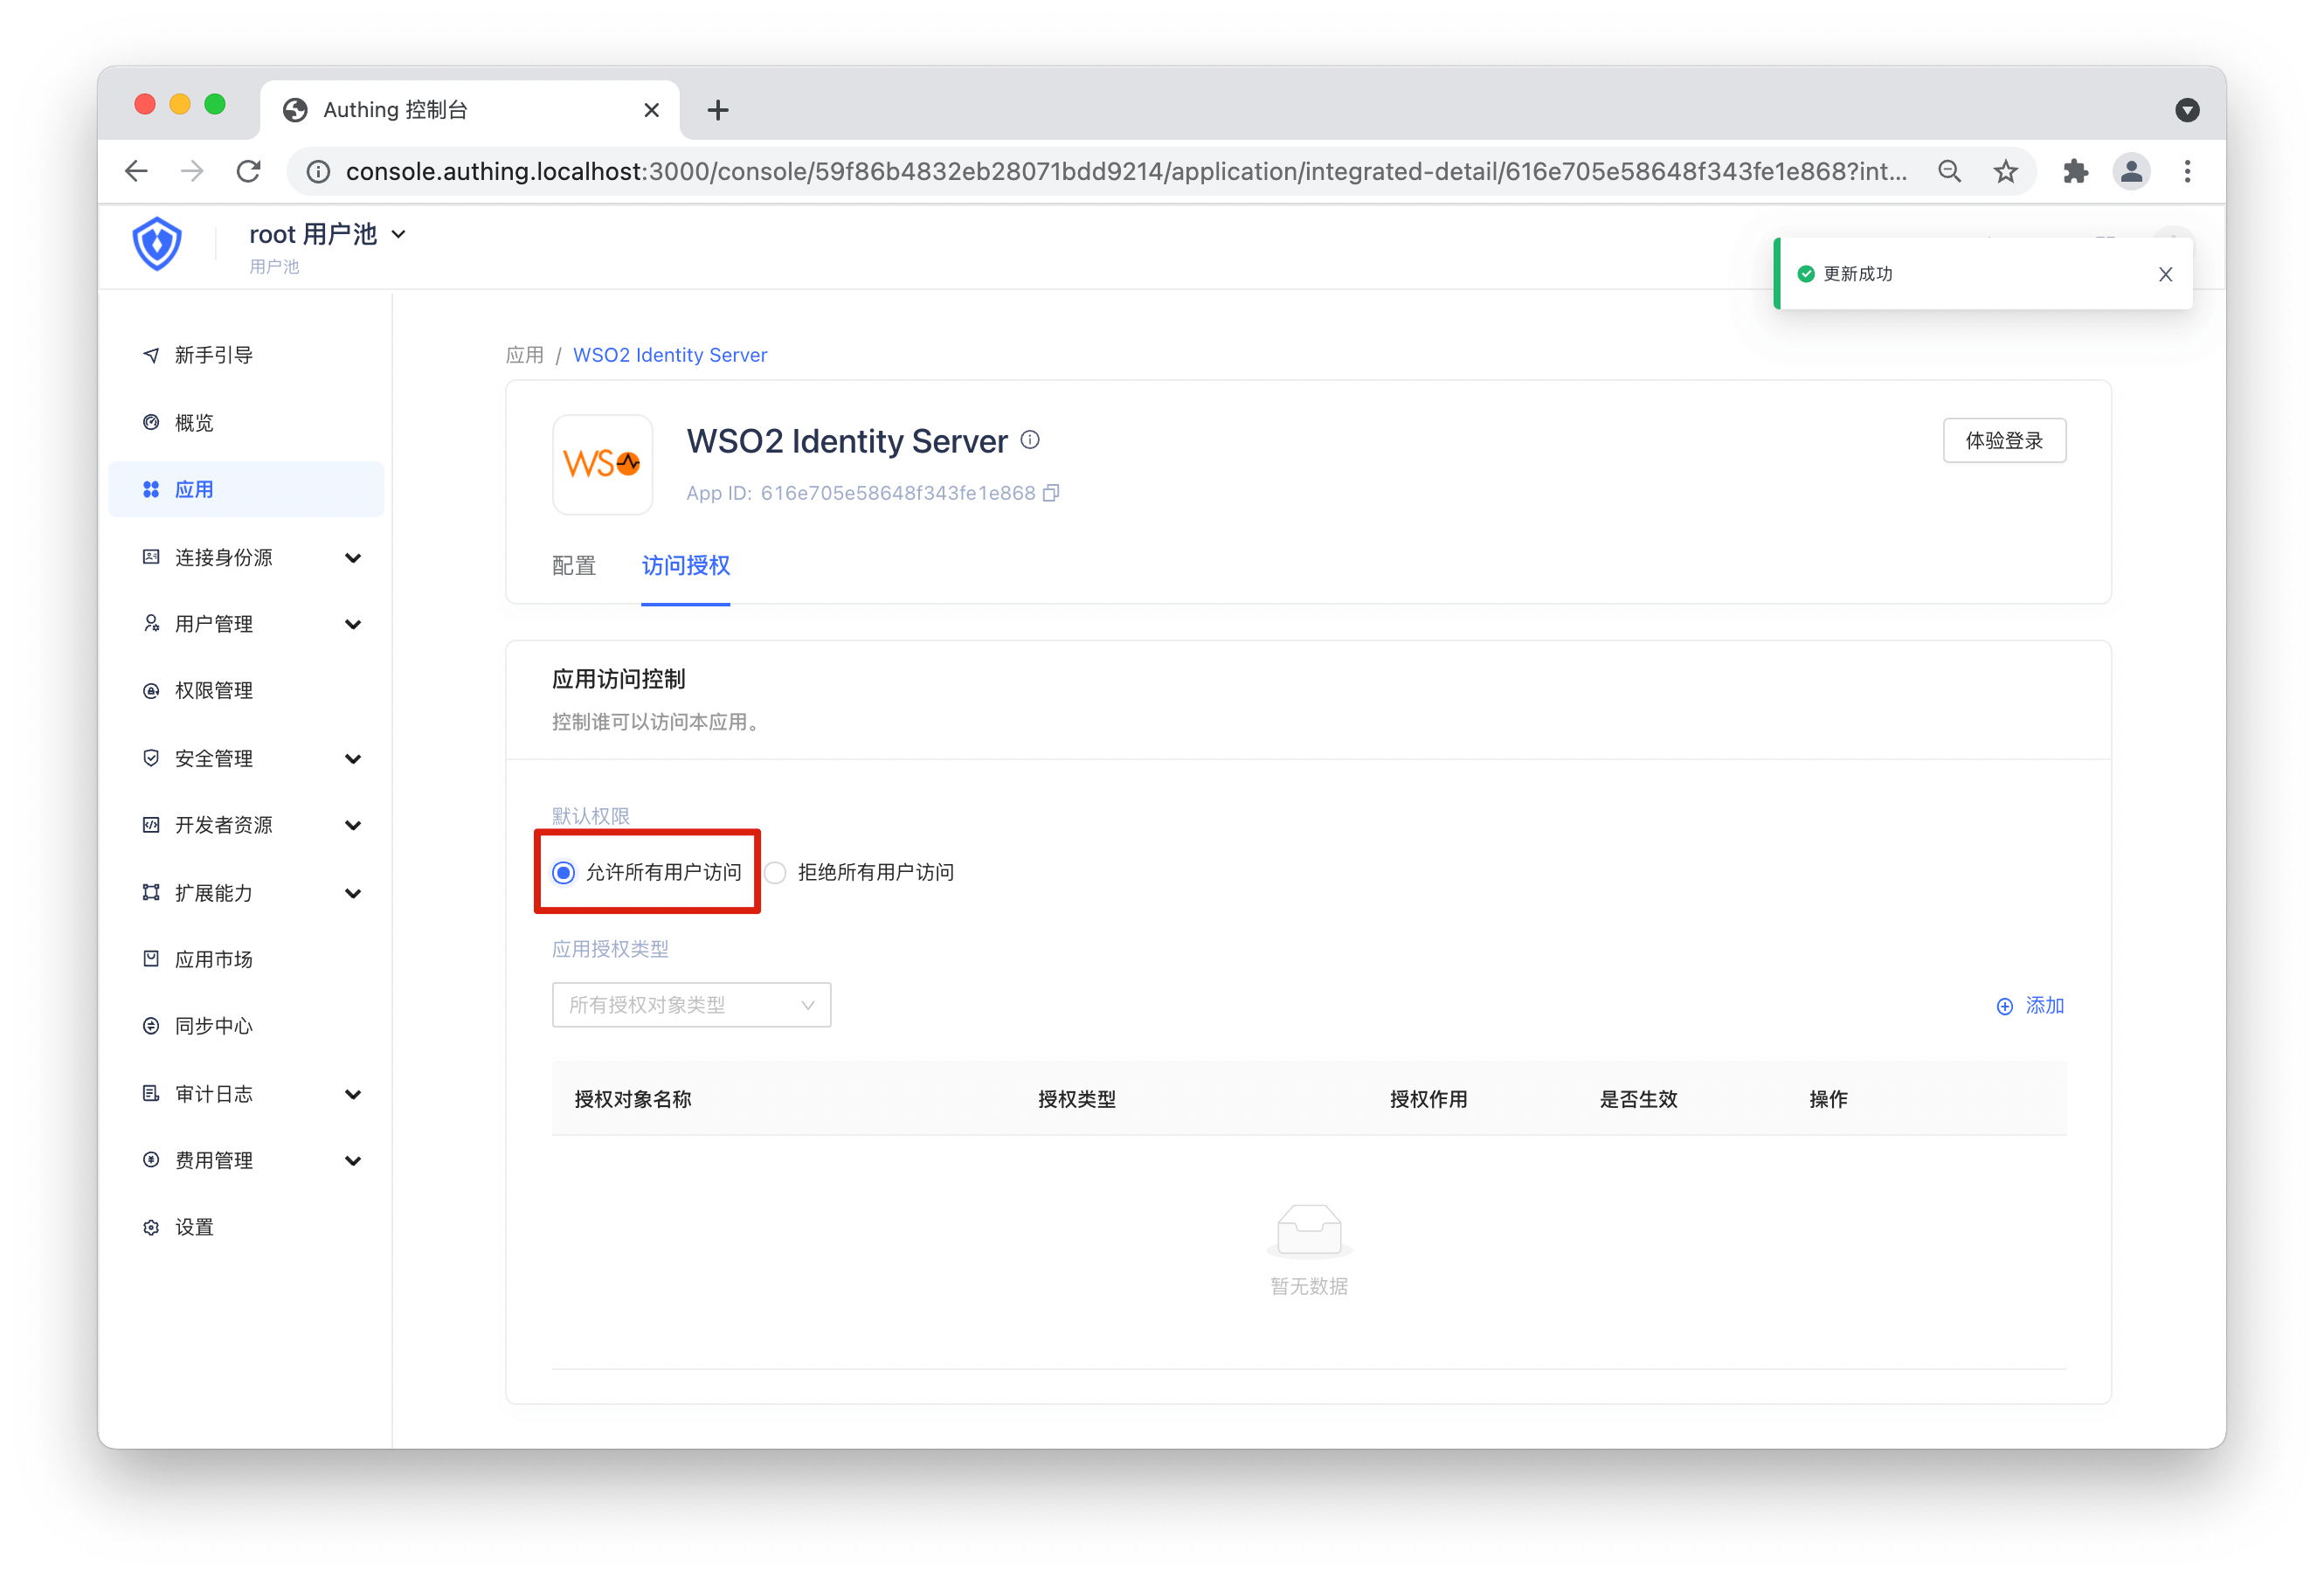 Authing 控制台
console.authing.localhost:3000/console/59f86b4832eb28071bdd9214/application/integrated-detail/616e705e58648f343fe1e868?int...
root 用户池
用户池
更新成功
新手引导
概览
应用
连接身份源
用户管理
权限管理
安全管理
开发者资源
扩展能力
应用市场
同步中心
审计日志
费用管理
设置
应用 / WSO2 Identity Server
WSO
WSO2 Identity Server
体验登录
App ID: 616e705e58648f343fe1e868
配置 访问授权
应用访问控制
控制谁可以访问本应用。
默认权限
允许所有用户访问 拒绝所有用户访问
应用授权类型
所有授权对象类型
添加
授权对象名称 授权类型 授权作用 是否生效 操作
暂无数据